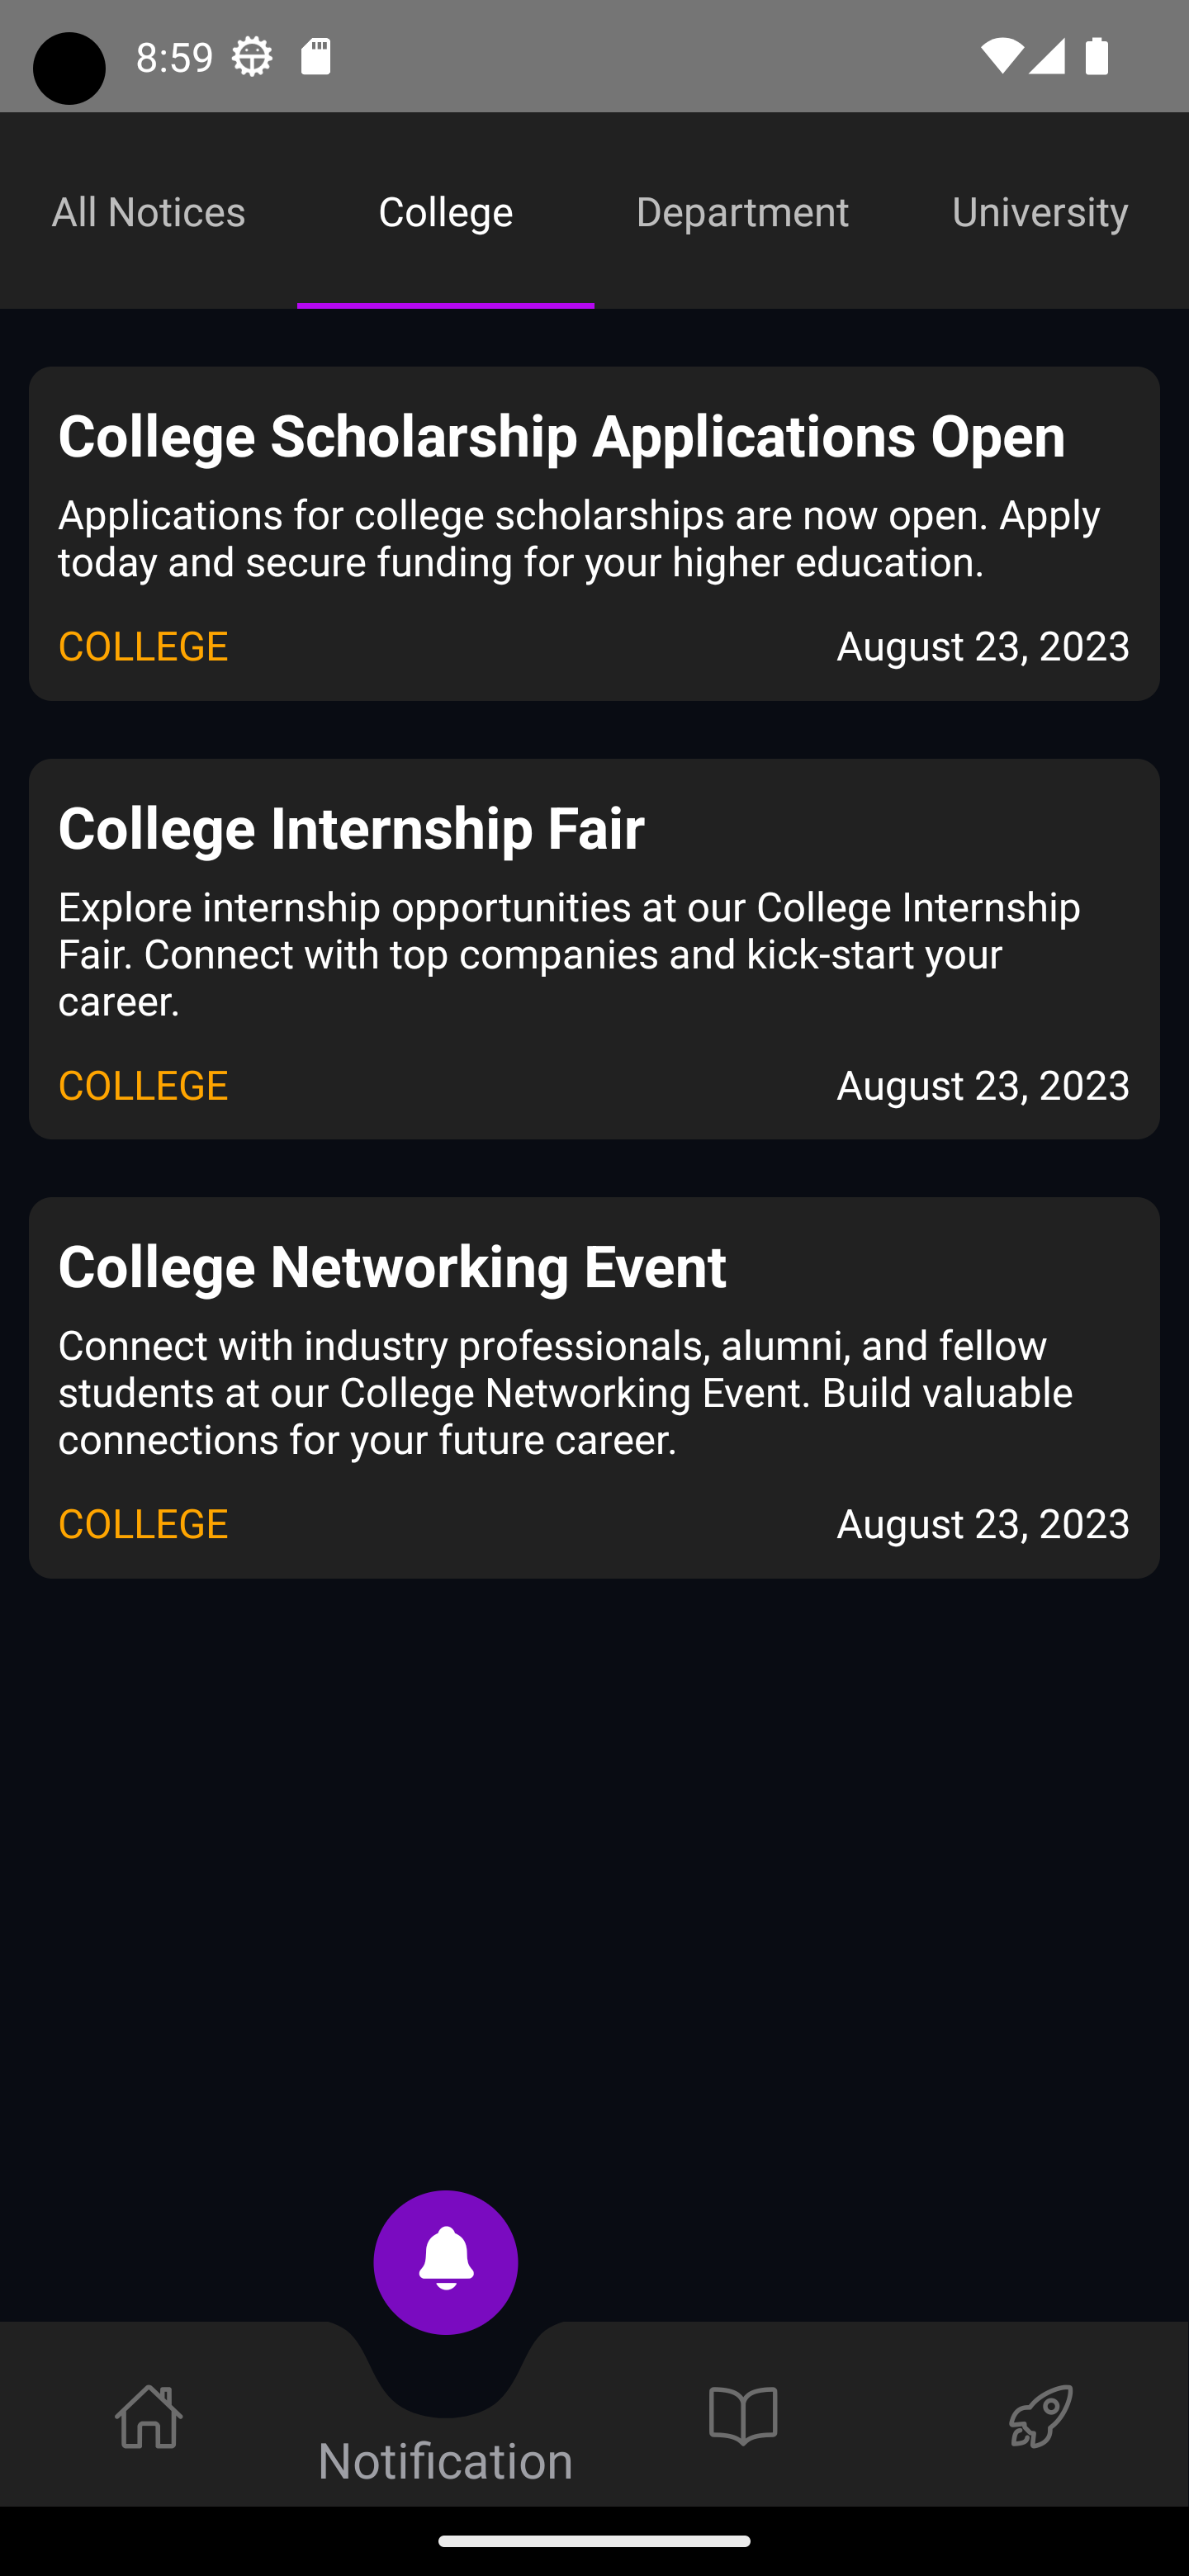 8:59
All Notices College Department University
College Scholarship Applications Open
Applications for college scholarships are now open. Apply
today and secure funding for your higher education.
COLLEGE August 23, 2023
College Internship Fair
Explore internship opportunities at our College Internship
Fair. Connect with top companies and kick-start your
career.
COLLEGE August 23, 2023
College Networking Event
Connect with industry professionals, alumni, and fellow
students at our College Networking Event. Build valuable
connections for your future career.
COLLEGE August 23, 2023
Notification